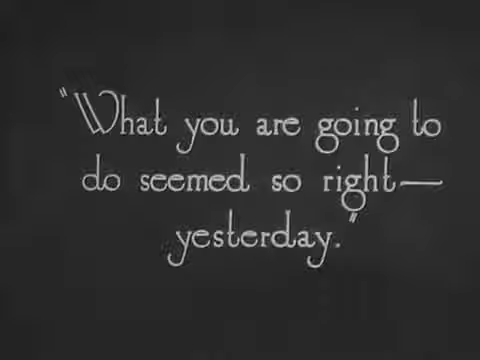 "What you are going to
do seemed so right—
yesterday."